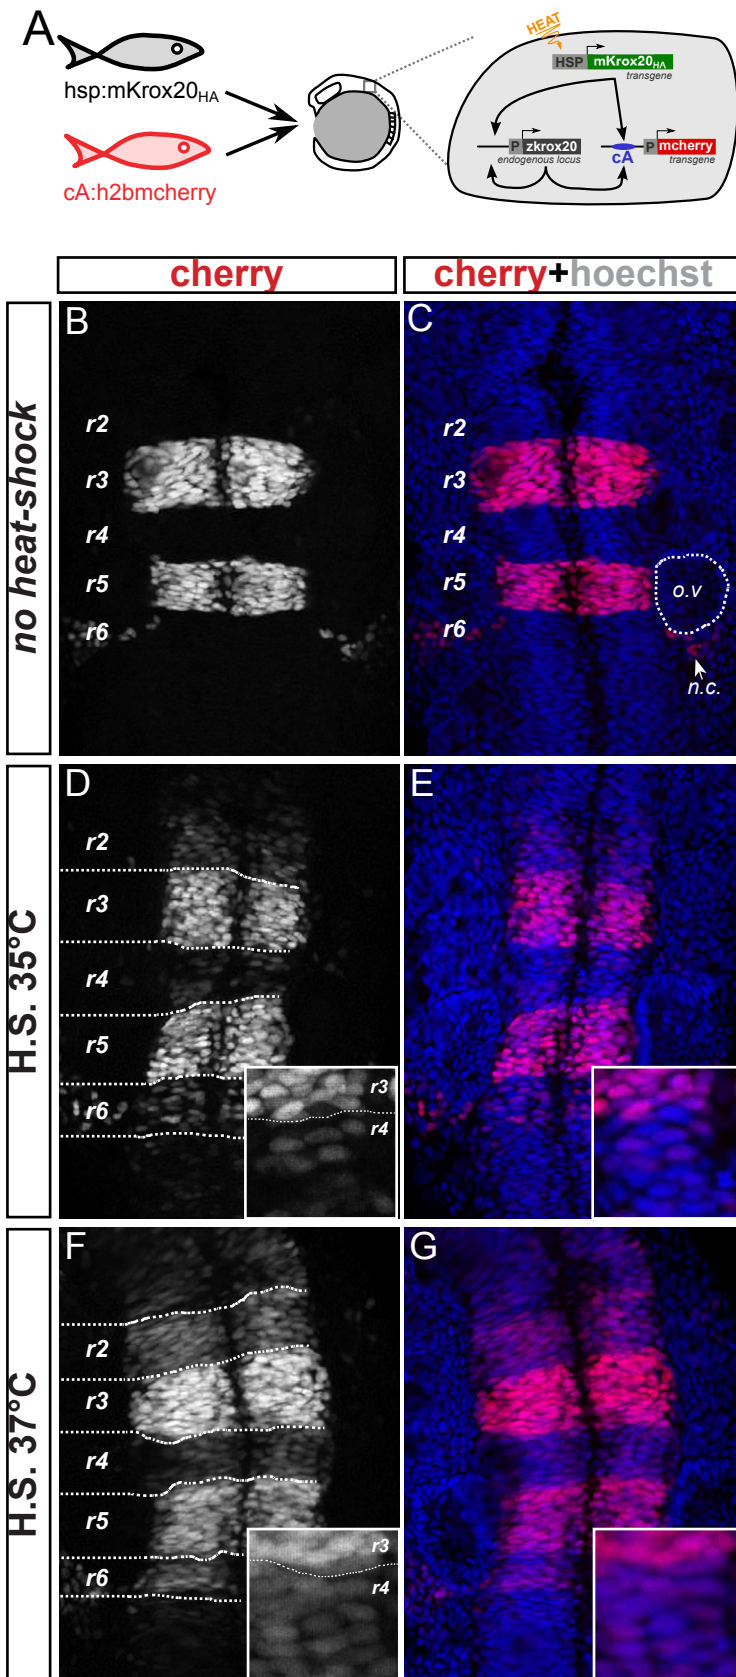 A
hsp:mKrox20HA
cA:h2bmcherry
HEAT
HSP mKrox20HA
transgene
P zkrox20
endogenous locus
cA
P mcherry
transgene
cherry
cherry+hoechst
no heat-shock
B
r2
r3
r4
r5
r6
C
r2
r3
r4
r5
r6
o.v
n.c.
H.S. 35°C
D
r2
r3
r4
r5
r6
r3
r4
E
H.S. 37°C
F
r2
r3
r4
r5
r6
r3
r4
G